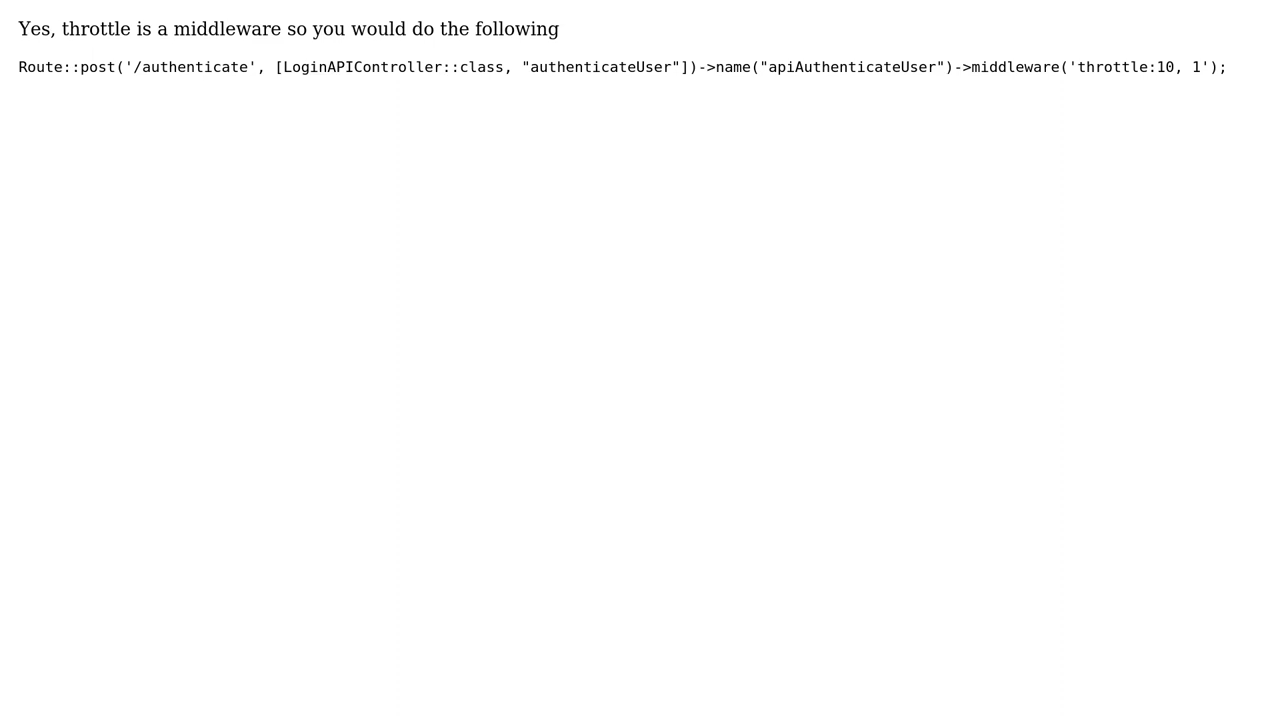 Yes, throttle is a middleware so you would do the following
Route::post('/authenticate', [LoginAPIController::class, "authenticateUser"])->name("apiAuthenticateUser")->middleware('throttle:10, 1');